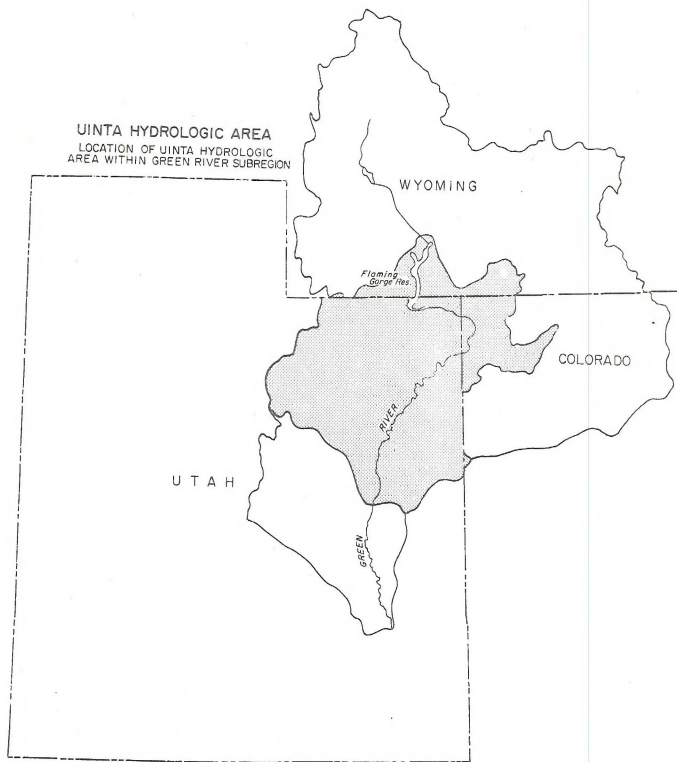 UINTA HYDROLOGIC AREA
LOCATION OF UINTA HYDROLOGIC
AREA WITHIN GREEN RIVER SUBREGION
WYOMING
Flaming
Gorge Res.
COLORADO
RIVER
UTAH
GREEN